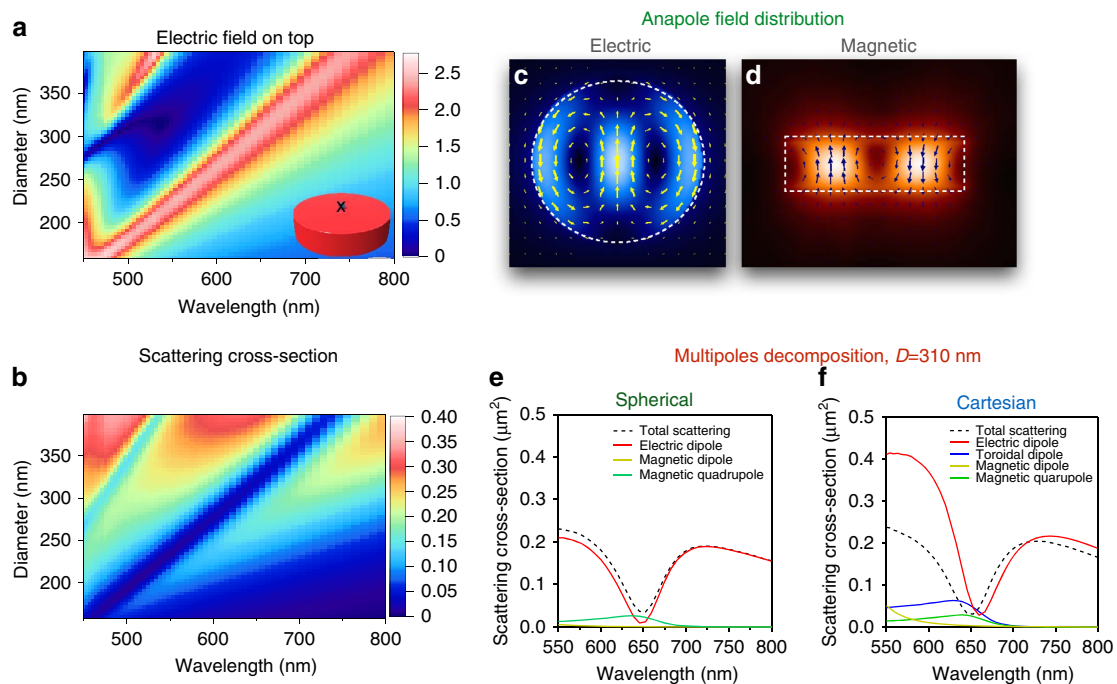 a
Electric field on top
Diameter (nm)
350
300
250
200
500
600
700
800
Wavelength (nm)
2.5
2.0
1.5
1.0
0.5
0
x
Anapole field distribution
Electric
Magnetic
c
d
Scattering cross-section
b
Diameter (nm)
350
300
250
200
500
600
700
800
Wavelength (nm)
0.40
0.35
0.30
0.25
0.20
0.15
0.10
0.05
0
Multipoles decomposition, D=310 nm
e
Spherical
Scattering cross-section (μm²)
0.5
0.4
0.3
0.2
0.1
0.0
Total scattering
Electric dipole
Magnetic dipole
Magnetic quadrupole
550
600
650
700
750
800
Wavelength (nm)
f
Cartesian
Scattering cross-section (μm²)
0.5
0.4
0.3
0.2
0.1
0.0
Total scattering
Electric dipole
Toroidal dipole
Magnetic dipole
Magnetic quarupole
550
600
650
700
750
800
Wavelength (nm)